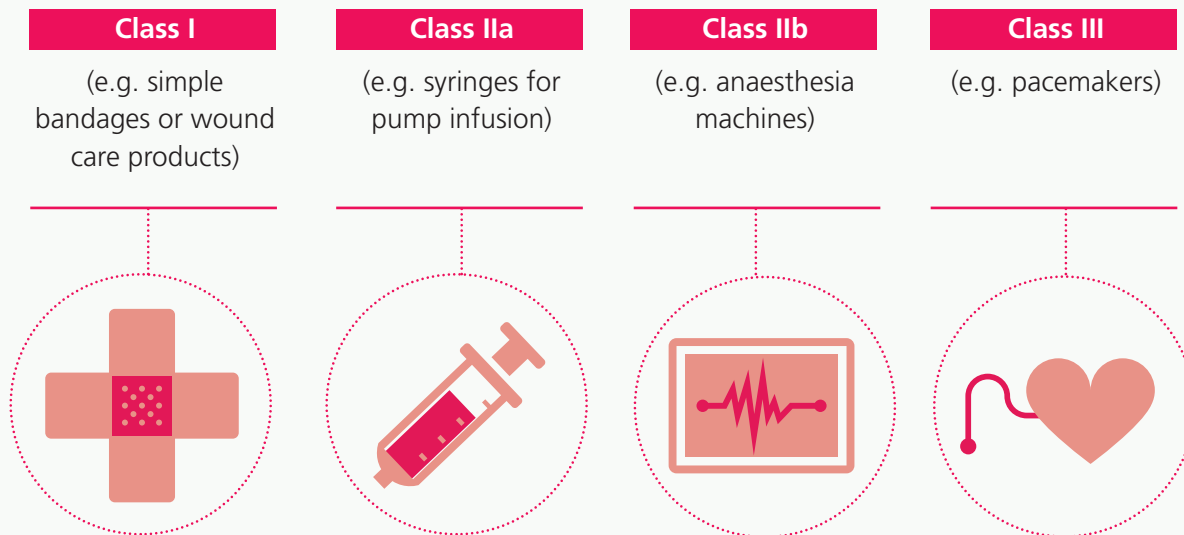 Class I
(e.g. simple
bandages or wound
care products)
Class IIa
(e.g. syringes for
pump infusion)
Class IIb
(e.g. anaesthesia
machines)
Class III
(e.g. pacemakers)